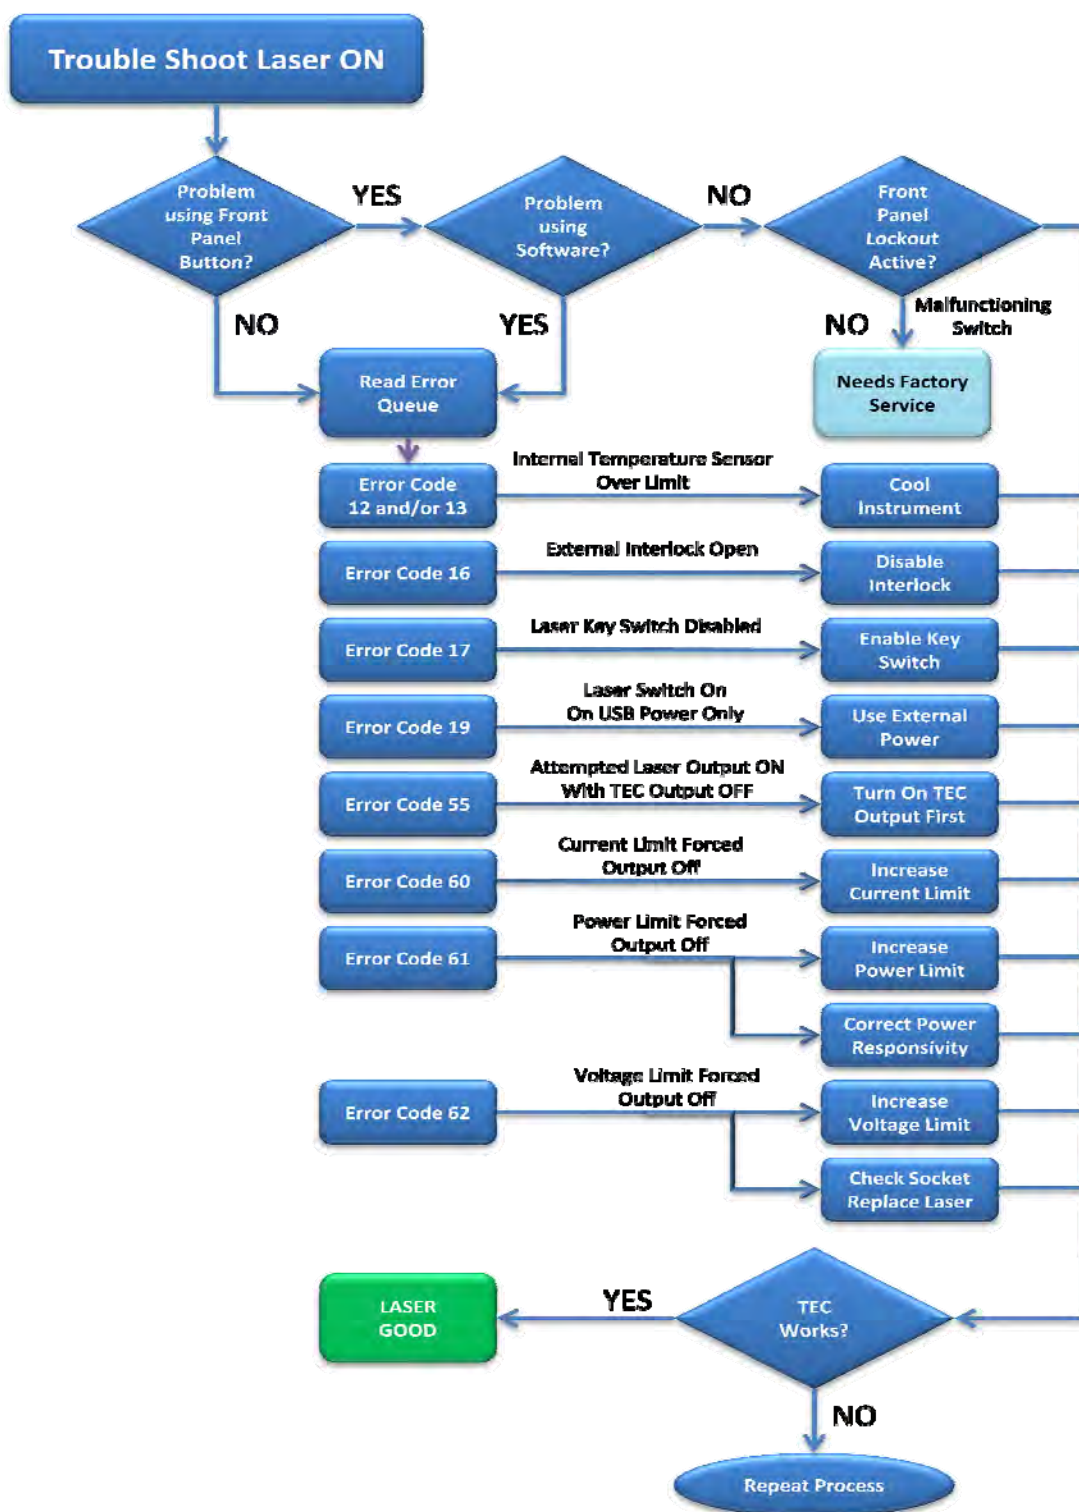 Trouble Shoot Laser ON
Problem
using Front
Panel
Button?
YES
Problem
using
Software?
NO
Front
Panel
Lockout
Active?
NO
YES
NO
Malfunctioning
Switch
Read Error
Queue
Needs Factory
Service
Error Code
12 and/or 13
Internal Temperature Sensor
Over Limit
Cool
Instrument
Error Code 16
External Interlock Open
Disable
Interlock
Error Code 17
Laser Key Switch Disabled
Enable Key
Switch
Error Code 19
Laser Switch On
On USB Power Only
Use External
Power
Error Code 55
Attempted Laser Output ON
With TEC Output OFF
Turn On TEC
Output First
Error Code 60
Current Limit Forced
Output Off
Increase
Current Limit
Error Code 61
Power Limit Forced
Output Off
Increase
Power Limit
Correct Power
Responsivity
Error Code 62
Voltage Limit Forced
Output Off
Increase
Voltage Limit
Check Socket
Replace Laser
LASER
GOOD
YES
TEC
Works?
NO
Repeat Process